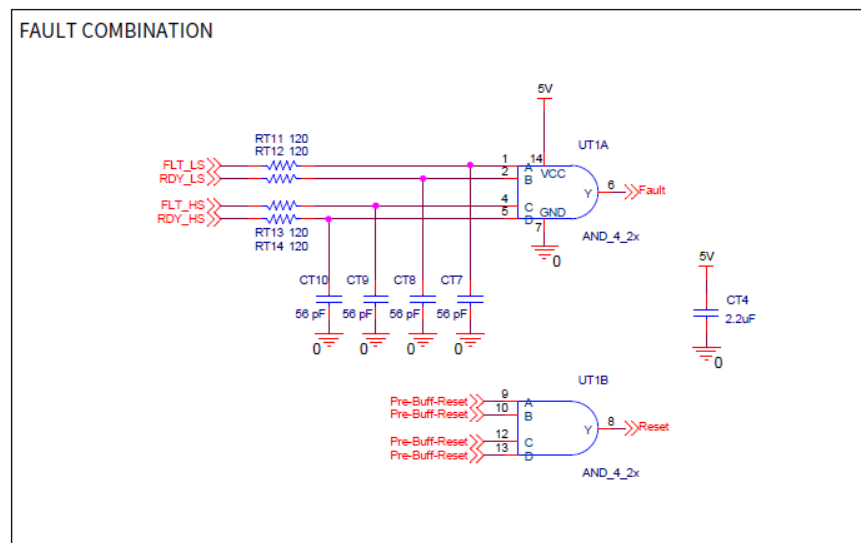 FAULT COMBINATION
5V
RT11 120
RT12 120
UT1A
FLT_LS
1
A
14
VCC
RDY_LS
2
B
Y
6
Fault
FLT_HS
4
C
RDY_HS
5
D
GND
7
RT13 120
RT14 120
AND_4_2x
0
5V
CT10
CT9
CT8
CT7
56 pF
56 pF
56 pF
56 pF
0
0
0
0
CT4
2.2uF
0
UT1B
Pre-Buff-Reset
9
A
Pre-Buff-Reset
10
B
Y
8
Reset
Pre-Buff-Reset
12
C
Pre-Buff-Reset
13
D
AND_4_2x